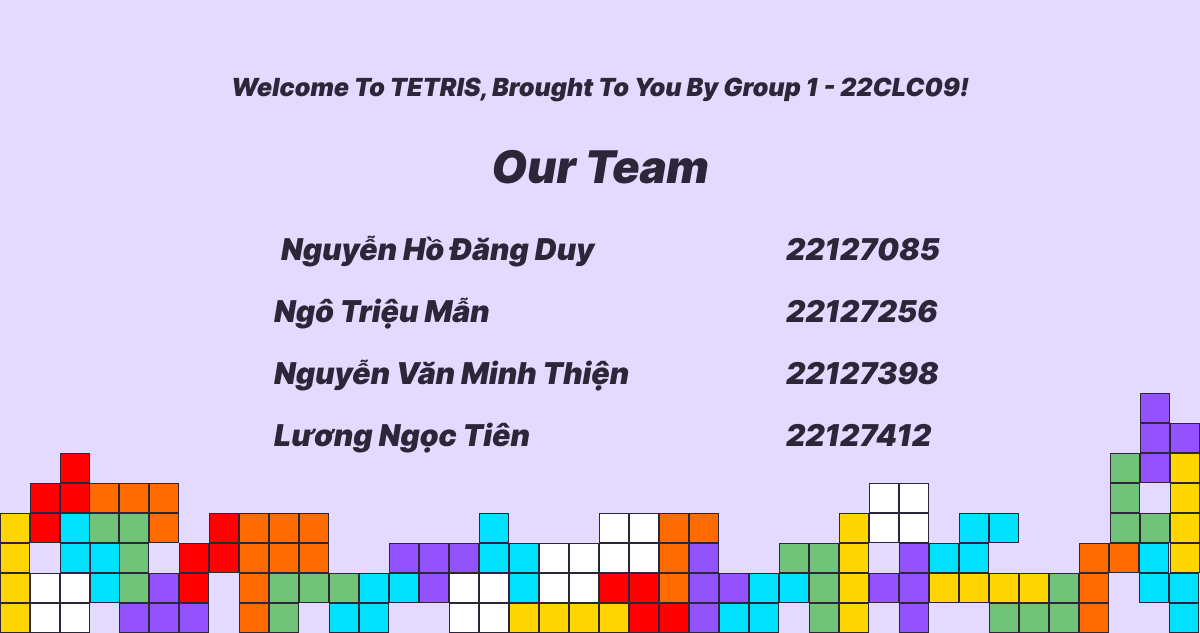 Welcome To TETRIS, Brought To You By Group 1 - 22CLC09!
Our Team
Nguyễn Hồ Đăng Duy 22127085
Ngô Triệu Mẫn 22127256
Nguyễn Văn Minh Thiện 22127398
Lương Ngọc Tiên 22127412